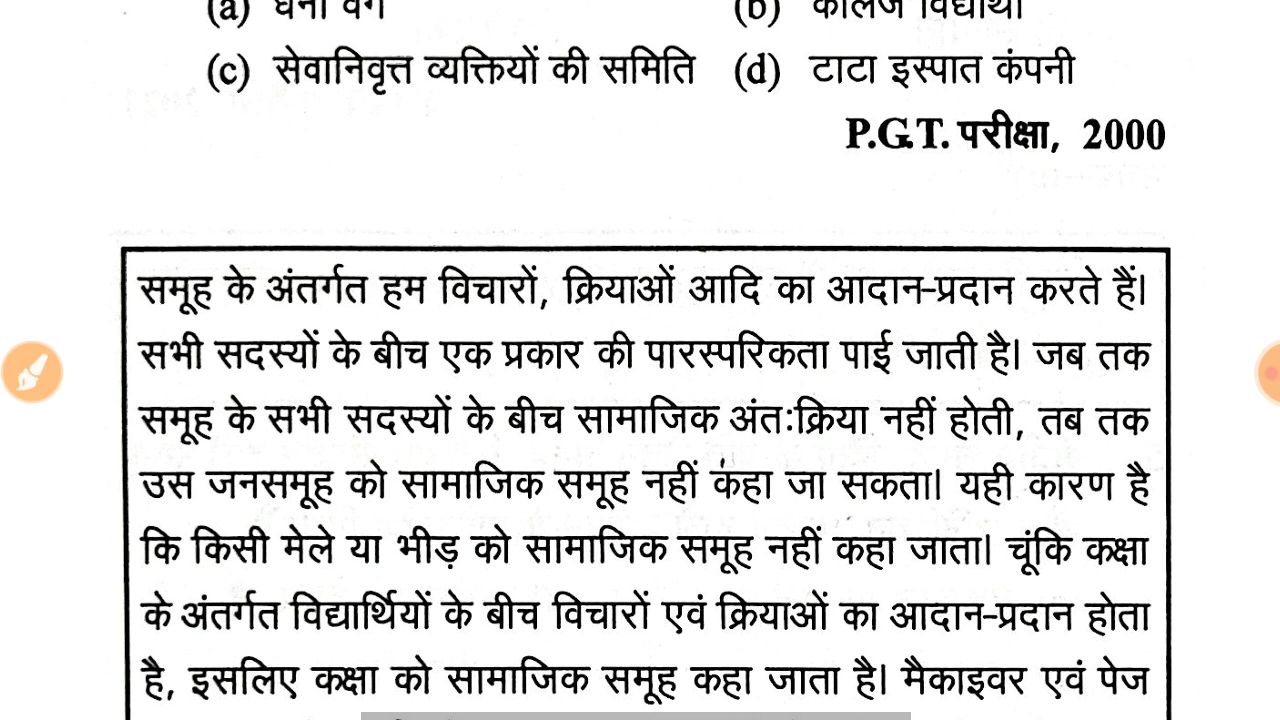 (a) धनी वर्ग (b) कॉलेज विद्यार्थी
(c) सेवानिवृत्त व्यक्तियों की समिति (d) टाटा इस्पात कंपनी
P.G.T. परीक्षा, 2000
समूह के अंतर्गत हम विचारों, क्रियाओं आदि का आदान-प्रदान करते हैं।
सभी सदस्यों के बीच एक प्रकार की पारस्परिकता पाई जाती है। जब तक
समूह के सभी सदस्यों के बीच सामाजिक अंतःक्रिया नहीं होती, तब तक
उस जनसमूह को सामाजिक समूह नहीं कहा जा सकता। यही कारण है
कि किसी मेले या भीड़ को सामाजिक समूह नहीं कहा जाता। चूंकि कक्षा
के अंतर्गत विद्यार्थियों के बीच विचारों एवं क्रियाओं का आदान-प्रदान होता
है, इसलिए कक्षा को सामाजिक समूह कहा जाता है। मैकाइवर एवं पेज